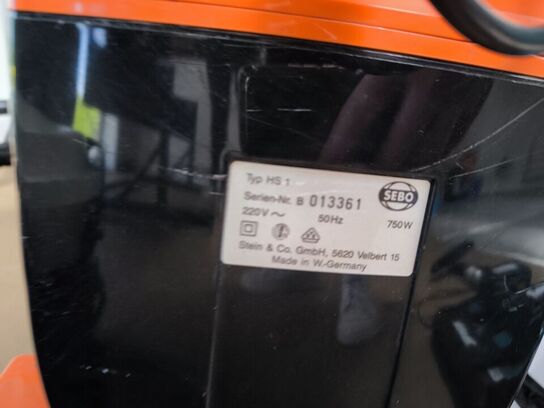 Typ HS 1
Serien-Nr. B 013361
SEBO
220V ~ 50Hz 750W
Stein & Co. GmbH, 5620 Velbert 15
Made in W.-Germany